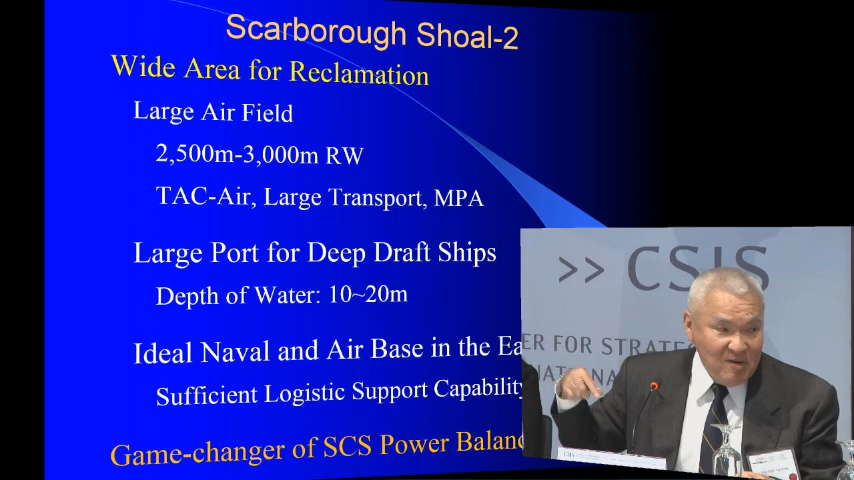 Scarborough Shoal-2
Wide Area for Reclamation
Large Air Field
2,500m-3,000m RW
TAC-Air, Large Transport, MPA
Large Port for Deep Draft Ships
Depth of Water: 10~20m
Ideal Naval and Air Base in the Ea
Sufficient Logistic Support Capability
Game-changer of SCS Power Balanc
>> CSIS
ER FOR STRATE
NATIONA